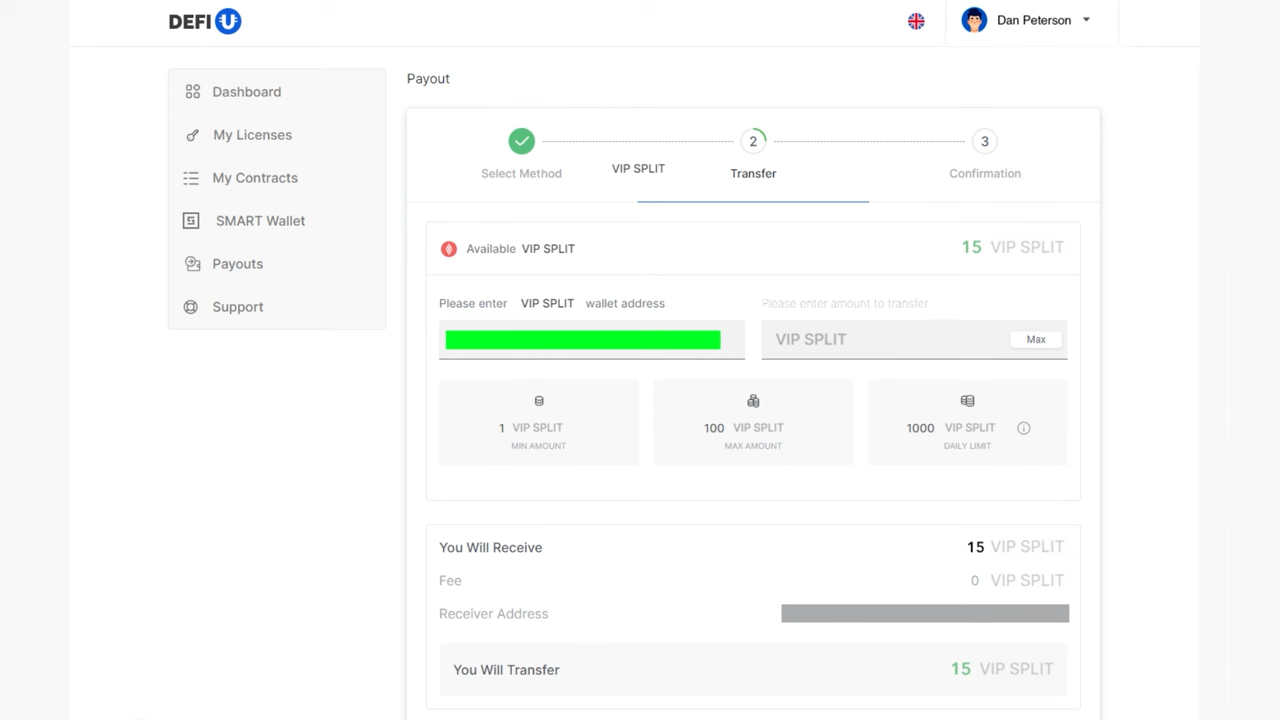 DEFI U
Dan Peterson
Dashboard
My Licenses
My Contracts
SMART Wallet
Payouts
Support
Payout
2
3
Select Method
VIP SPLIT
Transfer
Confirmation
Available VIP SPLIT
15 VIP SPLIT
Please enter VIP SPLIT wallet address
Please enter amount to transfer
VIP SPLIT
Max
1 VIP SPLIT
MIN AMOUNT
100 VIP SPLIT
MAX AMOUNT
1000 VIP SPLIT
DAILY LIMIT
You Will Receive
15 VIP SPLIT
Fee
0 VIP SPLIT
Receiver Address
You Will Transfer
15 VIP SPLIT